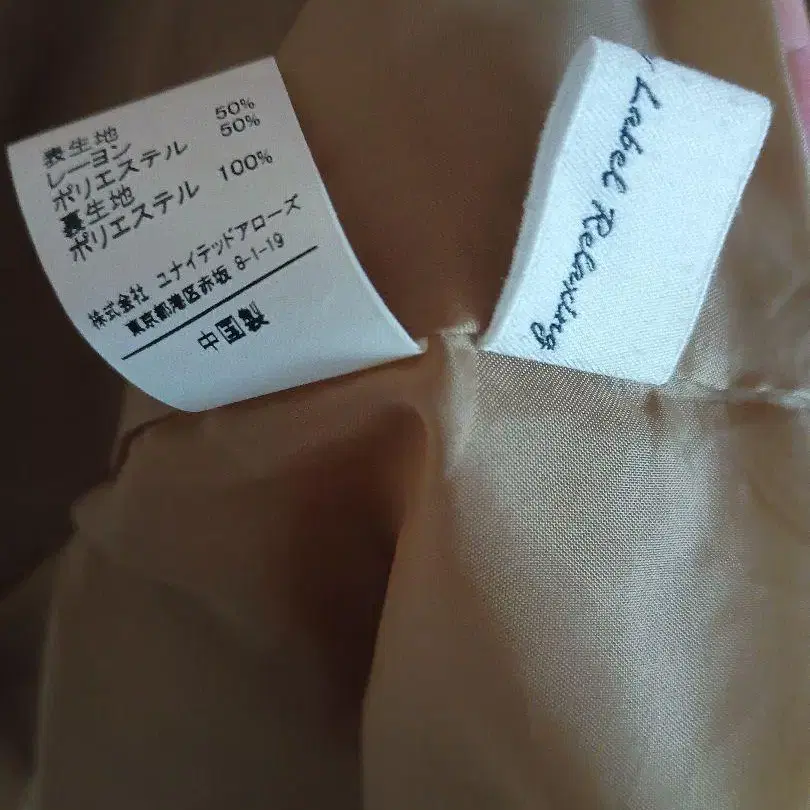 表生地
レーヨン 50%
ポリエステル 50%
裏生地
ポリエステル 100%
株式会社 ユナイテッドアローズ
東京都港区赤坂 8-1-19
中国製
Label Relaxing